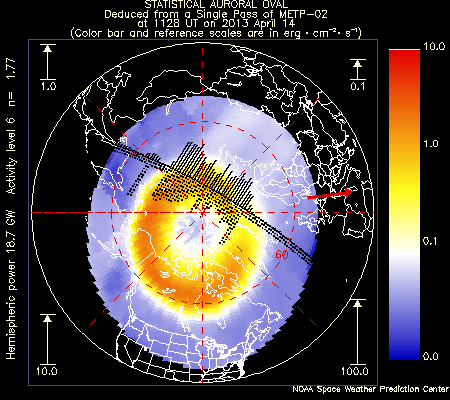 STATISTICAL AURORAL OVAL
Deduced from a Single Pass of METP-02
at 1128 UT on 2013 April 14
(Color bar and reference scales are in erg · cm⁻² · s⁻¹)
Hemispheric power 18.7 GW Activity level 6 n= 1.77
1.0
0.1
10.0
100.0
60
10.0
1.0
0.1
0.0
NOAA Space Weather Prediction Center